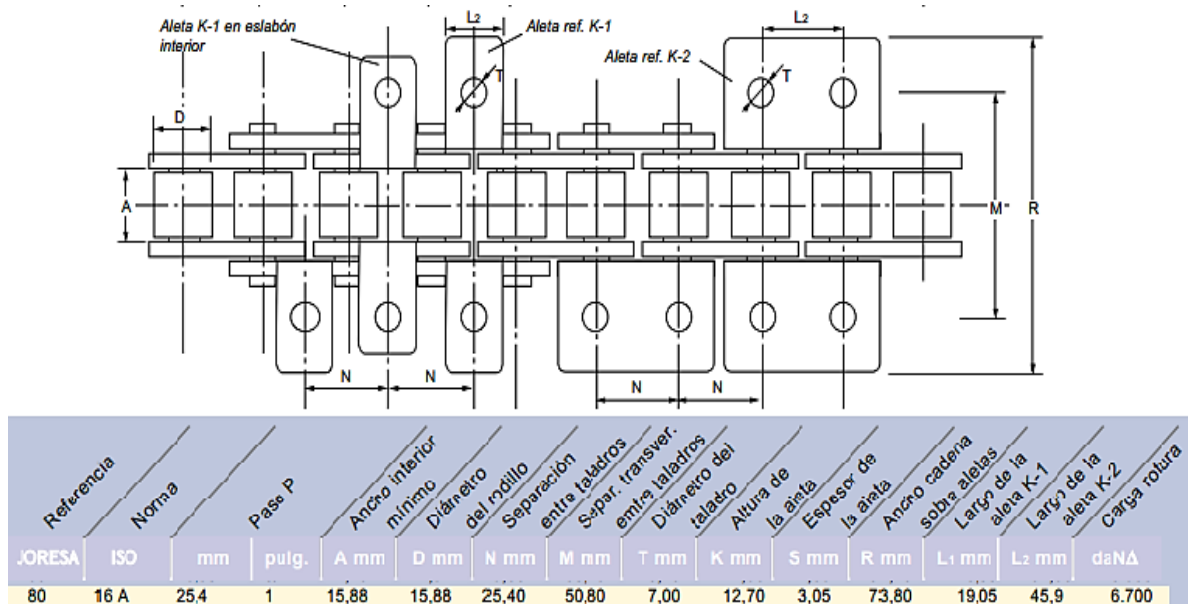 Aleta K-1 en eslabón
interior
L2
Aleta ref. K-1
Aleta ref. K-2
L2
T
T
D
A
M
R
N
N
N
N
Referencia
Norma
Paso P
Ancho interior
mínimo
Diámetro
del rodillo
Separación
entre taladros
Separ. transver.
entre taladros
Diámetro del
taladro
Altura de
la aleta
Espesor de
la aleta
Ancho cadena
sobre aletas
Largo de la
aleta K-1
Largo de la
aleta K-2
Carga rotura
JORESA ISO mm pulg. A mm D mm N mm M mm T mm K mm S mm R mm L1 mm L2 mm daN∆
80 16 A 25,4 1 15,88 15,88 25,40 50,80 7,00 12,70 3,05 73,80 19,05 45,9 6.700